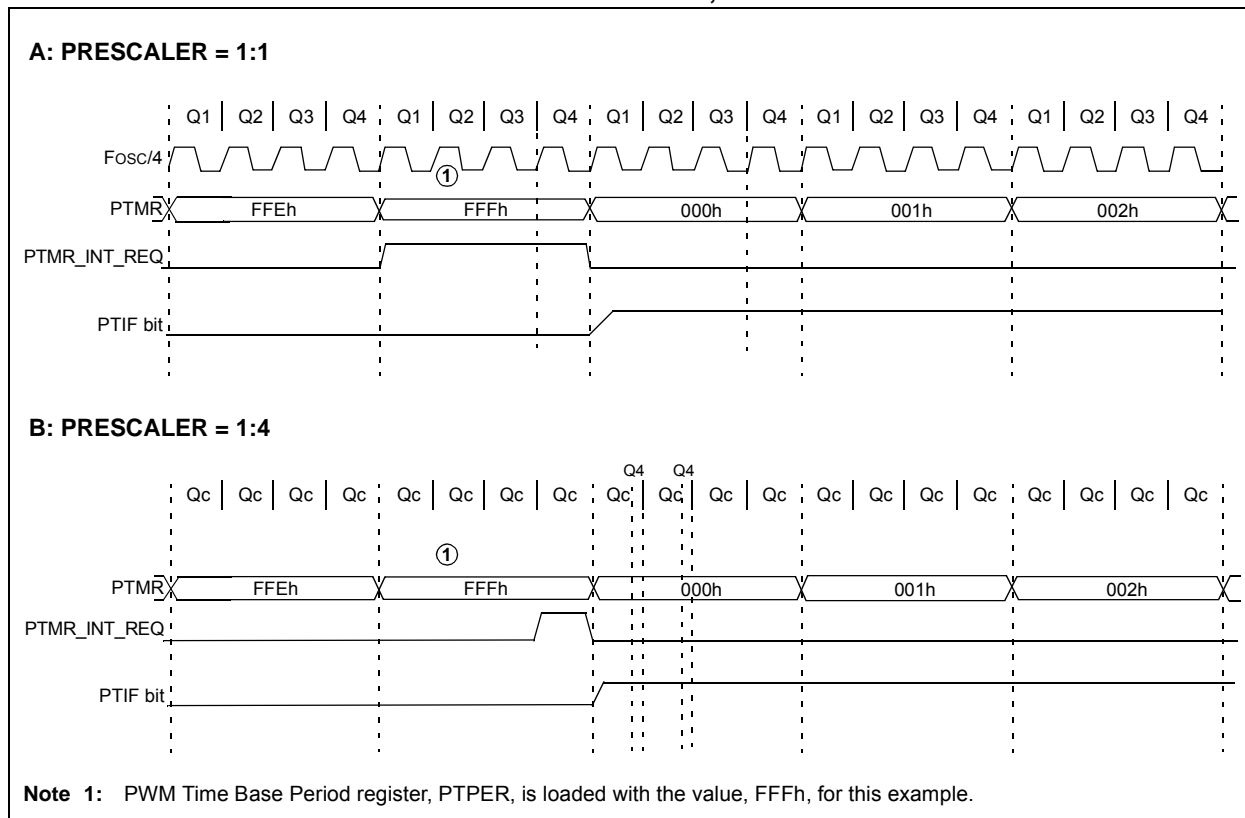 A: PRESCALER = 1:1
Q1 Q2 Q3 Q4 Q1 Q2 Q3 Q4 Q1 Q2 Q3 Q4 Q1 Q2 Q3 Q4 Q1 Q2 Q3 Q4
FOSC/4
1
PTMR FFEh FFFh 000h 001h 002h
PTMR_INT_REQ
PTIF bit
B: PRESCALER = 1:4
Q4 Q4
Qc Qc Qc Qc Qc Qc Qc Qc Qc Qc Qc Qc Qc Qc Qc Qc Qc Qc Qc Qc
1
PTMR FFEh FFFh 000h 001h 002h
PTMR_INT_REQ
PTIF bit
Note 1: PWM Time Base Period register, PTPER, is loaded with the value, FFFh, for this example.